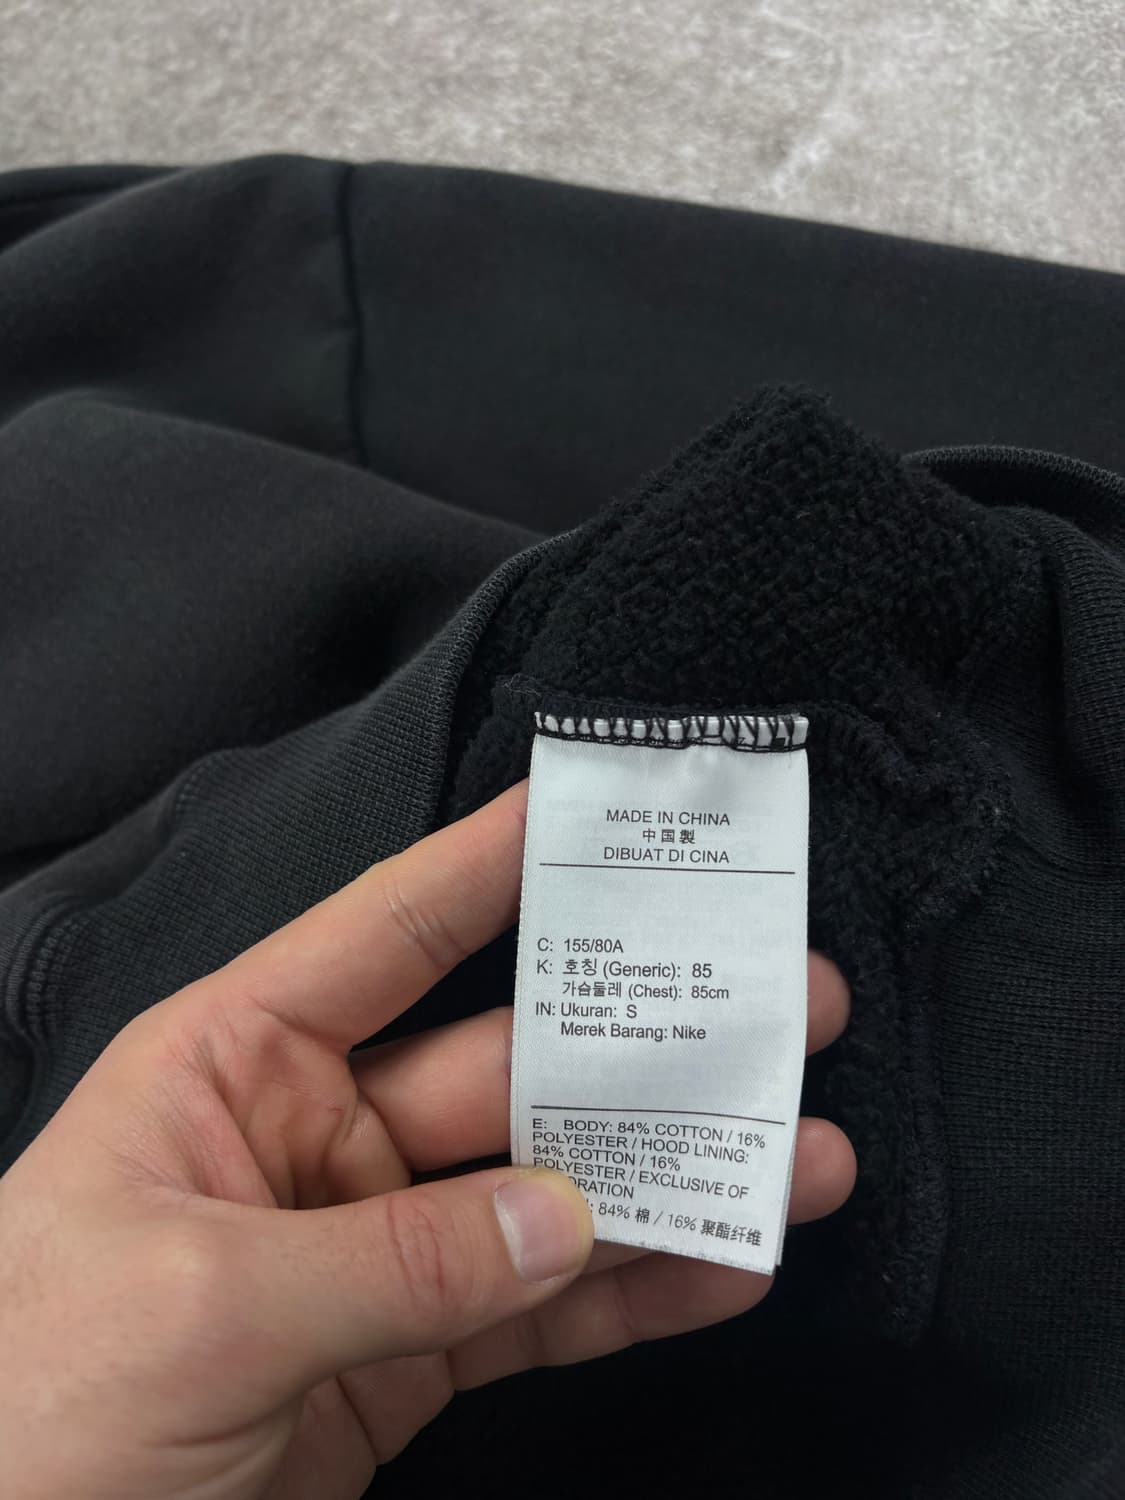 MADE IN CHINA
中国製
DIBUAT DI CINA
C: 155/80A
K: 호칭 (Generic): 85
가슴둘레 (Chest): 85cm
IN: Ukuran: S
Merek Barang: Nike
E: BODY: 84% COTTON / 16%
POLYESTER / HOOD LINING:
84% COTTON / 16%
POLYESTER / EXCLUSIVE OF
: 84% 棉 / 16% 聚酯纤维